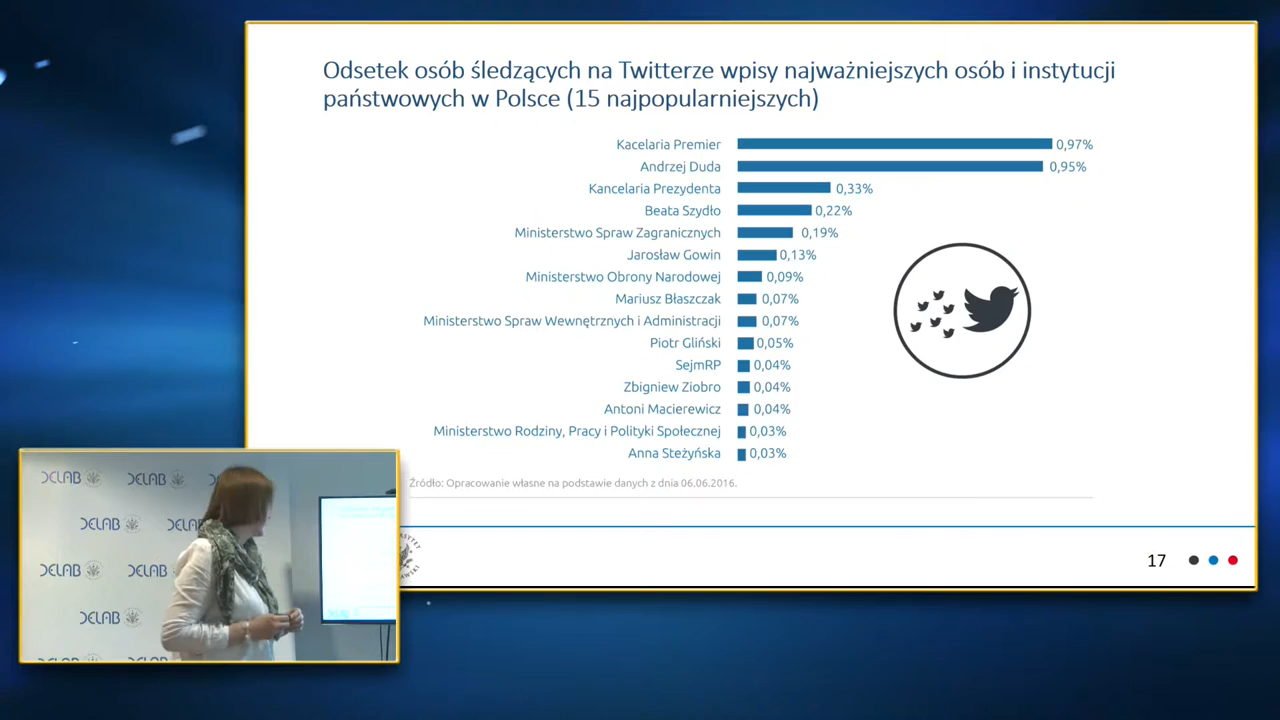 Odsetek osób śledzących na Twitterze wpisy najważniejszych osób i instytucji
państwowych w Polsce (15 najpopularniejszych)
Kacelaria Premier 0,97%
Andrzej Duda 0,95%
Kancelaria Prezydenta 0,33%
Beata Szydło 0,22%
Ministerstwo Spraw Zagranicznych 0,19%
Jarosław Gowin 0,13%
Ministerstwo Obrony Narodowej 0,09%
Mariusz Błaszczak 0,07%
Ministerstwo Spraw Wewnętrznych i Administracji 0,07%
Piotr Gliński 0,05%
SejmRP 0,04%
Zbigniew Ziobro 0,04%
Antoni Macierewicz 0,04%
Ministerstwo Rodziny, Pracy i Polityki Społecznej 0,03%
Anna Steżyńska 0,03%
Źródło: Opracowanie własne na podstawie danych z dnia 06.06.2016.
17
DELAB DELAB
DELAB DELAB
DELAB DELAB
DELAB